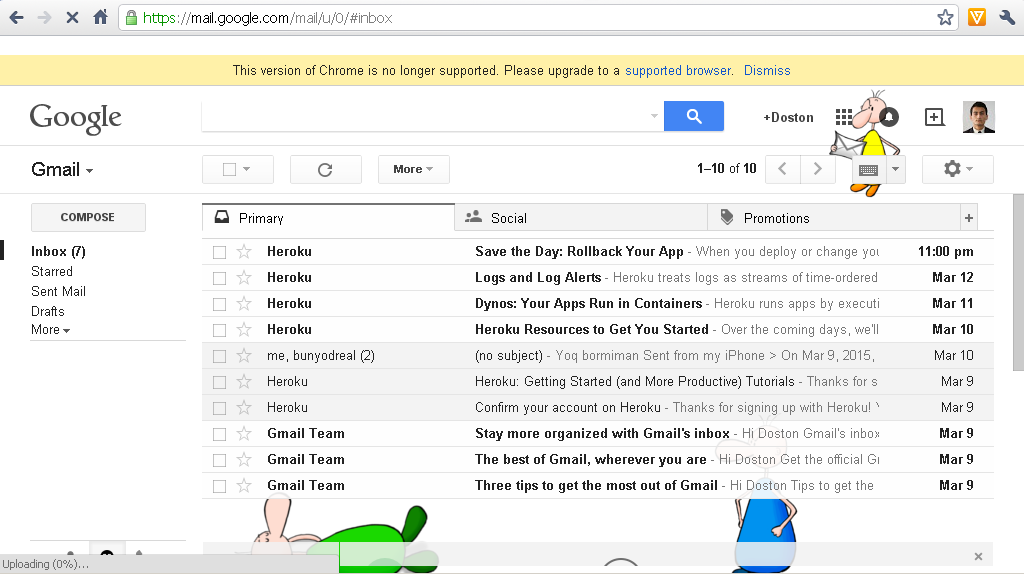 https://mail.google.com/mail/u/0/#inbox
This version of Chrome is no longer supported. Please upgrade to a supported browser. Dismiss
Google
+Doston
Gmail
More
1–10 of 10
COMPOSE
Primary
Social
Promotions
+
Inbox (7)
Starred
Sent Mail
Drafts
More
Heroku Save the Day: Rollback Your App - When you deploy or change you 11:00 pm
Heroku Logs and Log Alerts - Heroku treats logs as streams of time-ordered Mar 12
Heroku Dynos: Your Apps Run in Containers - Heroku runs apps by executi Mar 11
Heroku Heroku Resources to Get You Started - Over the coming days, we'll Mar 10
me, bunyodreal (2) (no subject) - Yoq bormiman Sent from my iPhone > On Mar 9, 2015, Mar 10
Heroku Heroku: Getting Started (and More Productive) Tutorials - Thanks for s Mar 9
Heroku Confirm your account on Heroku - Thanks for signing up with Heroku! Mar 9
Gmail Team Stay more organized with Gmail's inbox - Hi Doston Gmail's inbox Mar 9
Gmail Team The best of Gmail, wherever you are - Hi Doston Get the official Mar 9
Gmail Team Three tips to get the most out of Gmail - Hi Doston Tips to get the Mar 9
Uploading (0%)...